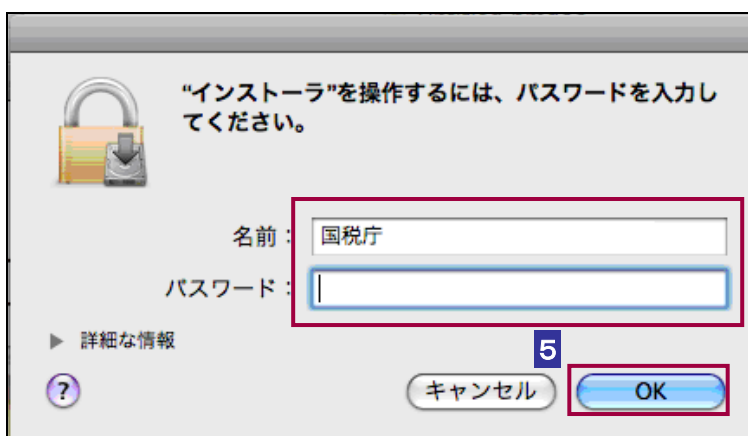 “インストーラ”を操作するには、パスワードを入力し
てください。
名前：国税庁
パスワード：
▶ 詳細な情報
5
? キャンセル OK